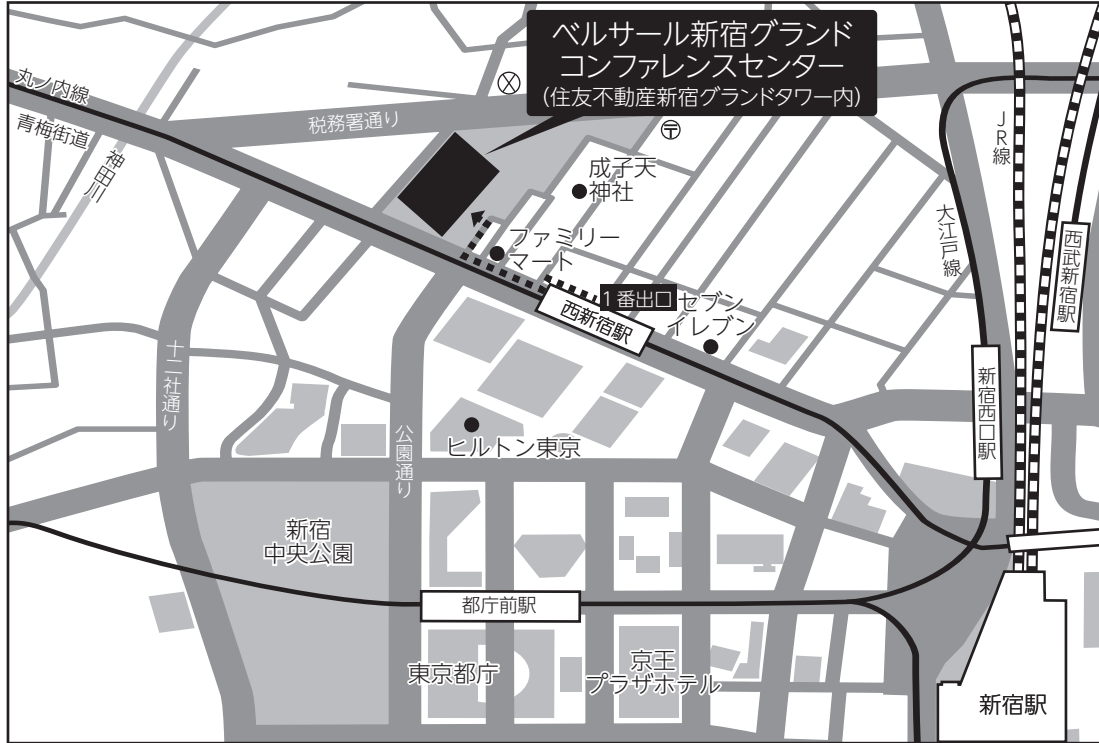 ベルサール新宿グランド
コンファレンスセンター
(住友不動産新宿グランドタワー内)
丸ノ内線
青梅街道
神田川
税務署通り
〒
成子天
神社
ファミリー
マート
1番出口
西新宿駅
セブン
イレブン
JR線
大江戸線
西武新宿駅
新宿西口駅
十二社通り
公園通り
ヒルトン東京
新宿
中央公園
都庁前駅
東京都庁
京王
プラザホテル
新宿駅